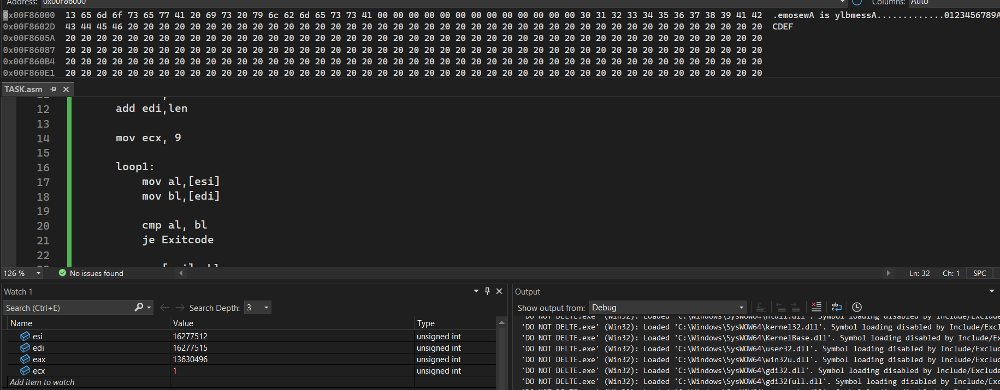 Address: 0x00F86000 Columns: Auto
0x00F86000 13 65 6d 6f 73 65 77 41 20 69 73 20 79 6c 62 6d 65 73 73 41 00 00 00 00 00 00 00 00 00 00 00 00 00 30 31 32 33 34 35 36 37 38 39 41 42 .emosewA is ylbmessA.............0123456789A
0x00F8602D 43 44 45 46 20 20 20 20 20 20 20 20 20 20 20 20 20 20 20 20 20 20 20 20 20 20 20 20 20 20 20 20 20 20 20 20 20 20 20 20 20 20 20 20 20 CDEF
0x00F8605A 20 20 20 20 20 20 20 20 20 20 20 20 20 20 20 20 20 20 20 20 20 20 20 20 20 20 20 20 20 20 20 20 20 20 20 20 20 20 20 20 20 20 20 20 20
0x00F86087 20 20 20 20 20 20 20 20 20 20 20 20 20 20 20 20 20 20 20 20 20 20 20 20 20 20 20 20 20 20 20 20 20 20 20 20 20 20 20 20 20 20 20 20 20
0x00F860B4 20 20 20 20 20 20 20 20 20 20 20 20 20 20 20 20 20 20 20 20 20 20 20 20 20 20 20 20 20 20 20 20 20 20 20 20 20 20 20 20 20 20 20 20 20
0x00F860E1 20 20 20 20 20 20 20 20 20 20 20 20 20 20 20 20 20 20 20 20 20 20 20 20 20 20 20 20 20 20 20 20 20 20 20 20 20 20 20 20 20 20 20 20 20
TASK.asm
12 add edi,len
13
14 mov ecx, 9
15
16 loop1:
17 mov al,[esi]
18 mov bl,[edi]
19
20 cmp al, bl
21 je Exitcode
22
126 % No issues found Ln: 32 Ch: 1 SPC
Watch 1
Search (Ctrl+E) Search Depth: 3
Name Value Type
esi 16277512 unsigned int
edi 16277515 unsigned int
eax 13630496 unsigned int
ecx 1 unsigned int
Add item to watch
Output
Show output from: Debug
'DO NOT DELTE.exe' (Win32): Loaded 'C:\Windows\SysWOW64\ntdll.dll'. Symbol loading disabled by Include/Exclude
'DO NOT DELTE.exe' (Win32): Loaded 'C:\Windows\SysWOW64\kernel32.dll'. Symbol loading disabled by Include/Excl
'DO NOT DELTE.exe' (Win32): Loaded 'C:\Windows\SysWOW64\KernelBase.dll'. Symbol loading disabled by Include/Ex
'DO NOT DELTE.exe' (Win32): Loaded 'C:\Windows\SysWOW64\user32.dll'. Symbol loading disabled by Include/Exclud
'DO NOT DELTE.exe' (Win32): Loaded 'C:\Windows\SysWOW64\win32u.dll'. Symbol loading disabled by Include/Exclud
'DO NOT DELTE.exe' (Win32): Loaded 'C:\Windows\SysWOW64\gdi32.dll'. Symbol loading disabled by Include/Exclude
'DO NOT DELTE.exe' (Win32): Loaded 'C:\Windows\SysWOW64\gdi32full.dll'. Symbol loading disabled by Include/Exc